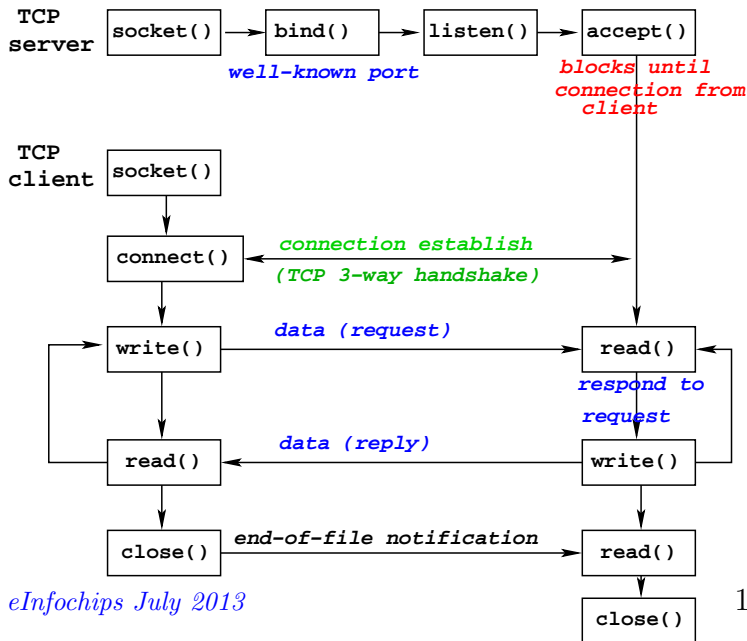 TCP
server
socket()
bind()
listen()
accept()
well-known port
blocks until
connection from
client
TCP
client
socket()
connect()
connection establish
(TCP 3-way handshake)
write()
data (request)
read()
respond to
request
read()
data (reply)
write()
close()
end-of-file notification
read()
eInfochips July 2013
1
close()